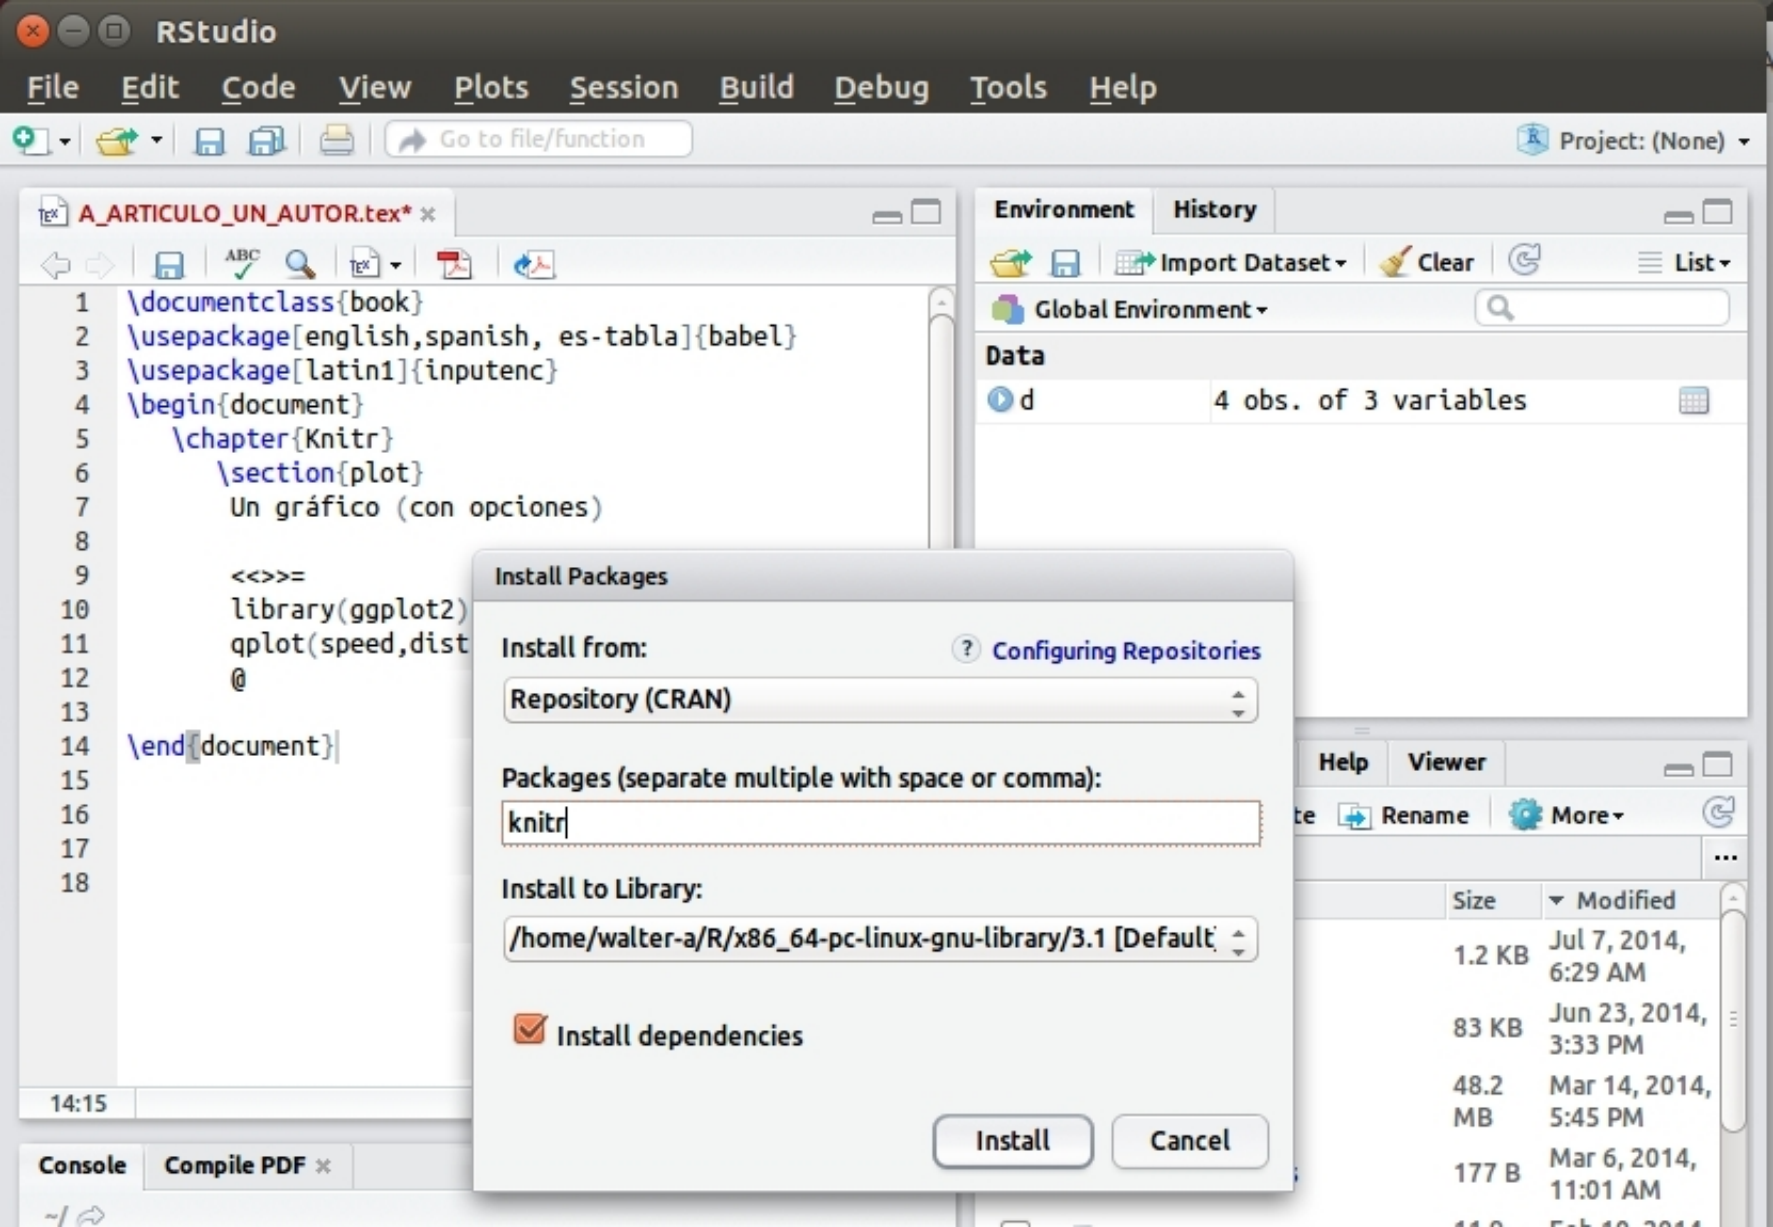 RStudio
File Edit Code View Plots Session Build Debug Tools Help
Go to file/function
Project: (None)
A_ARTICULO_UN_AUTOR.tex*
ABC
1 \documentclass{book}
2 \usepackage[english,spanish, es-tabla]{babel}
3 \usepackage[latin1]{inputenc}
4 \begin{document}
5 \chapter{Knitr}
6 \section{plot}
7 Un gráfico (con opciones)
8
9 <<>>=
10 library(ggplot2)
11 qplot(speed,dist
12 @
13
14 \end{document}
15
16
17
18
14:15
Console Compile PDF
~/
Environment History
Import Dataset Clear List
Global Environment
Data
d 4 obs. of 3 variables
Install Packages
Install from:
? Configuring Repositories
Repository (CRAN)
Packages (separate multiple with space or comma):
knitr
Install to Library:
/home/walter-a/R/x86_64-pc-linux-gnu-library/3.1 [Default
Install dependencies
Install Cancel
Help Viewer
te Rename More
...
Size Modified
1.2 KB Jul 7, 2014, 6:29 AM
83 KB Jun 23, 2014, 3:33 PM
48.2 MB Mar 14, 2014, 5:45 PM
177 B Mar 6, 2014, 11:01 AM